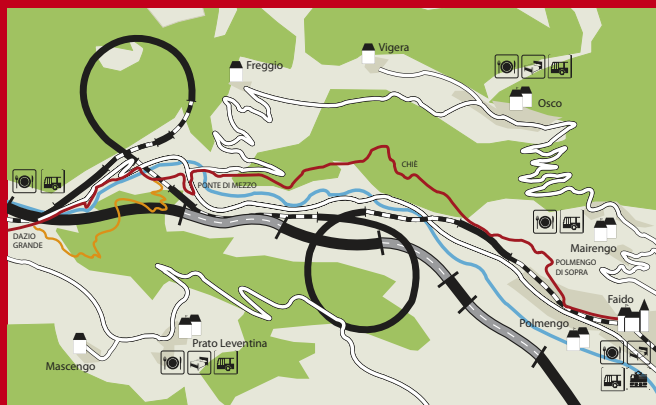 Vigera
Freggio
Osco
CHIÈ
PONTE DI MEZZO
DAZIO
GRANDE
Mairengo
POLMENGO
DI SOPRA
Faido
Polmengo
Prato Leventina
Mascengo